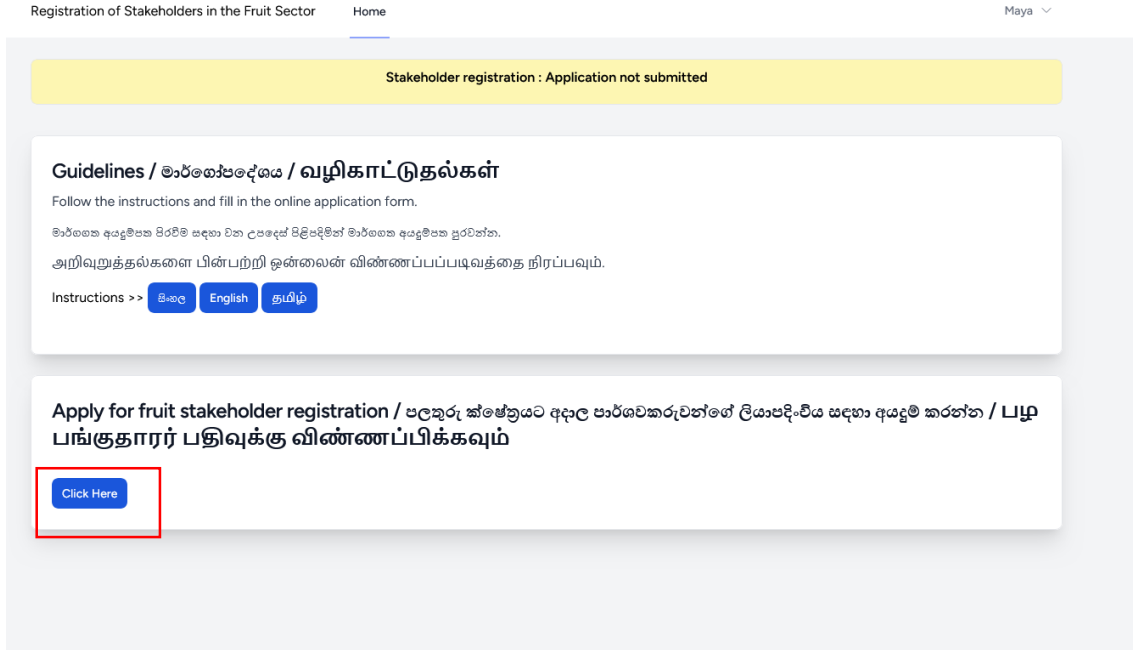 Registration of Stakeholders in the Fruit Sector Home Maya
Stakeholder registration : Application not submitted
Guidelines / මාර්ගෝපදේශය / வழிகாட்டுதல்கள்
Follow the instructions and fill in the online application form.
මාර්ගගත අයදුම්පත පිරවීම සඳහා වන උපදෙස් පිළිපදිමින් මාර්ගගත අයදුම්පත පුරවන්න.
அறிவுறுத்தல்களை பின்பற்றி ஒன்லைன் விண்ணப்பப்படிவத்தை நிரப்பவும்.
Instructions >> සිංහල English தமிழ்
Apply for fruit stakeholder registration / පලතුරු ක්ෂේත්‍රයට අදාල පාර්ශවකරුවන්ගේ ලියාපදිංචිය සඳහා අයදුම් කරන්න / பழ
பங்குதாரர் பதிவுக்கு விண்ணப்பிக்கவும்
Click Here